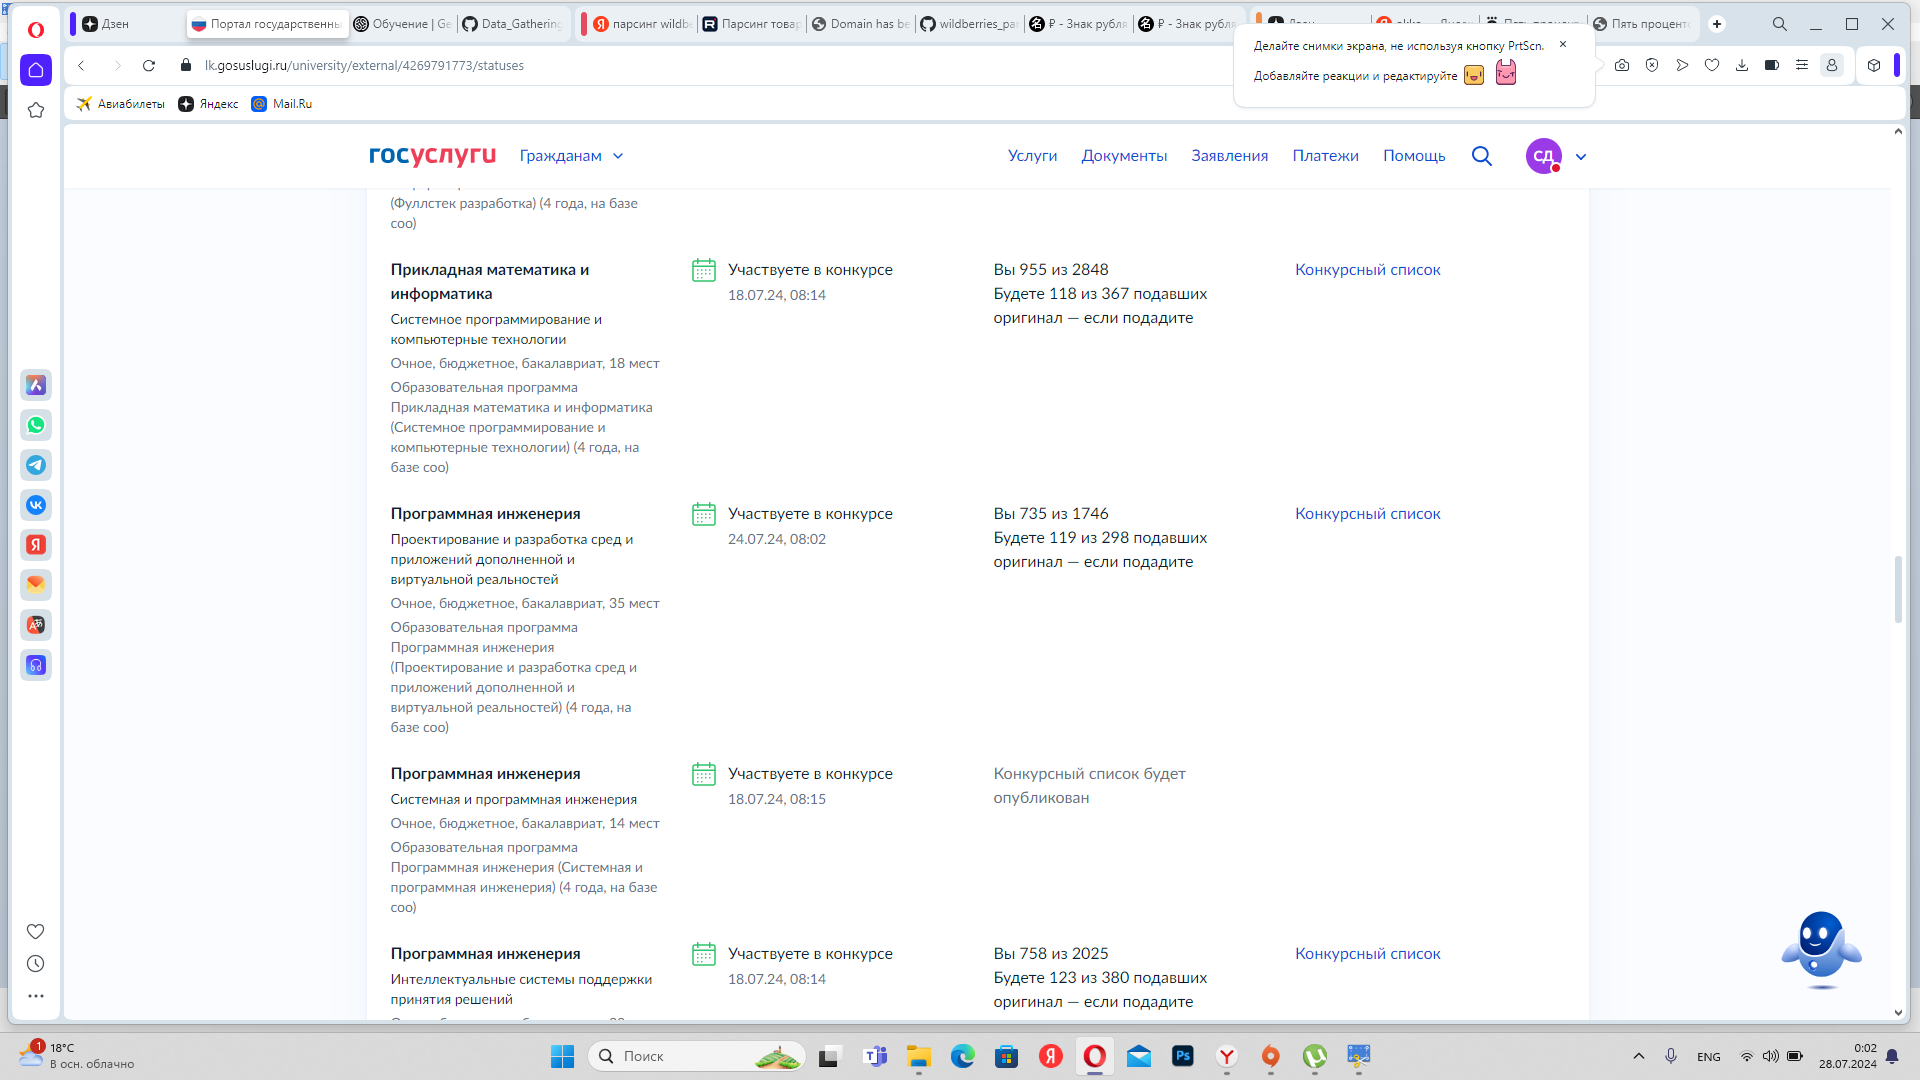 Дзен
Портал государственны
Обучение | Ge
Data_Gathering
парсинг wildbe
Парсинг товар
Domain has be
wildberries_pa
₽ - Знак рубля
₽ - Знак рубля
Пять процент
Делайте снимки экрана, не используя кнопку PrtScn.
Добавляйте реакции и редактируйте
lk.gosuslugi.ru/university/external/4269791773/statuses
Авиабилеты
Яндекс
Mail.Ru
госуслуги
Гражданам
Услуги
Документы
Заявления
Платежи
Помощь
СД
(Фуллстек разработка) (4 года, на базе
соо)
Прикладная математика и
информатика
Системное программирование и
компьютерные технологии
Очное, бюджетное, бакалавриат, 18 мест
Образовательная программа
Прикладная математика и информатика
(Системное программирование и
компьютерные технологии) (4 года, на
базе соо)
Участвуете в конкурсе
18.07.24, 08:14
Вы 955 из 2848
Будете 118 из 367 подавших
оригинал — если подадите
Конкурсный список
Программная инженерия
Проектирование и разработка сред и
приложений дополненной и
виртуальной реальностей
Очное, бюджетное, бакалавриат, 35 мест
Образовательная программа
Программная инженерия
(Проектирование и разработка сред и
приложений дополненной и
виртуальной реальностей) (4 года, на
базе соо)
Участвуете в конкурсе
24.07.24, 08:02
Вы 735 из 1746
Будете 119 из 298 подавших
оригинал — если подадите
Конкурсный список
Программная инженерия
Системная и программная инженерия
Очное, бюджетное, бакалавриат, 14 мест
Образовательная программа
Программная инженерия (Системная и
программная инженерия) (4 года, на базе
соо)
Участвуете в конкурсе
18.07.24, 08:15
Конкурсный список будет
опубликован
Программная инженерия
Интеллектуальные системы поддержки
принятия решений
Участвуете в конкурсе
18.07.24, 08:14
Вы 758 из 2025
Будете 123 из 380 подавших
оригинал — если подадите
Конкурсный список
1
18°C
В осн. облачно
Поиск
ENG
0:02
28.07.2024